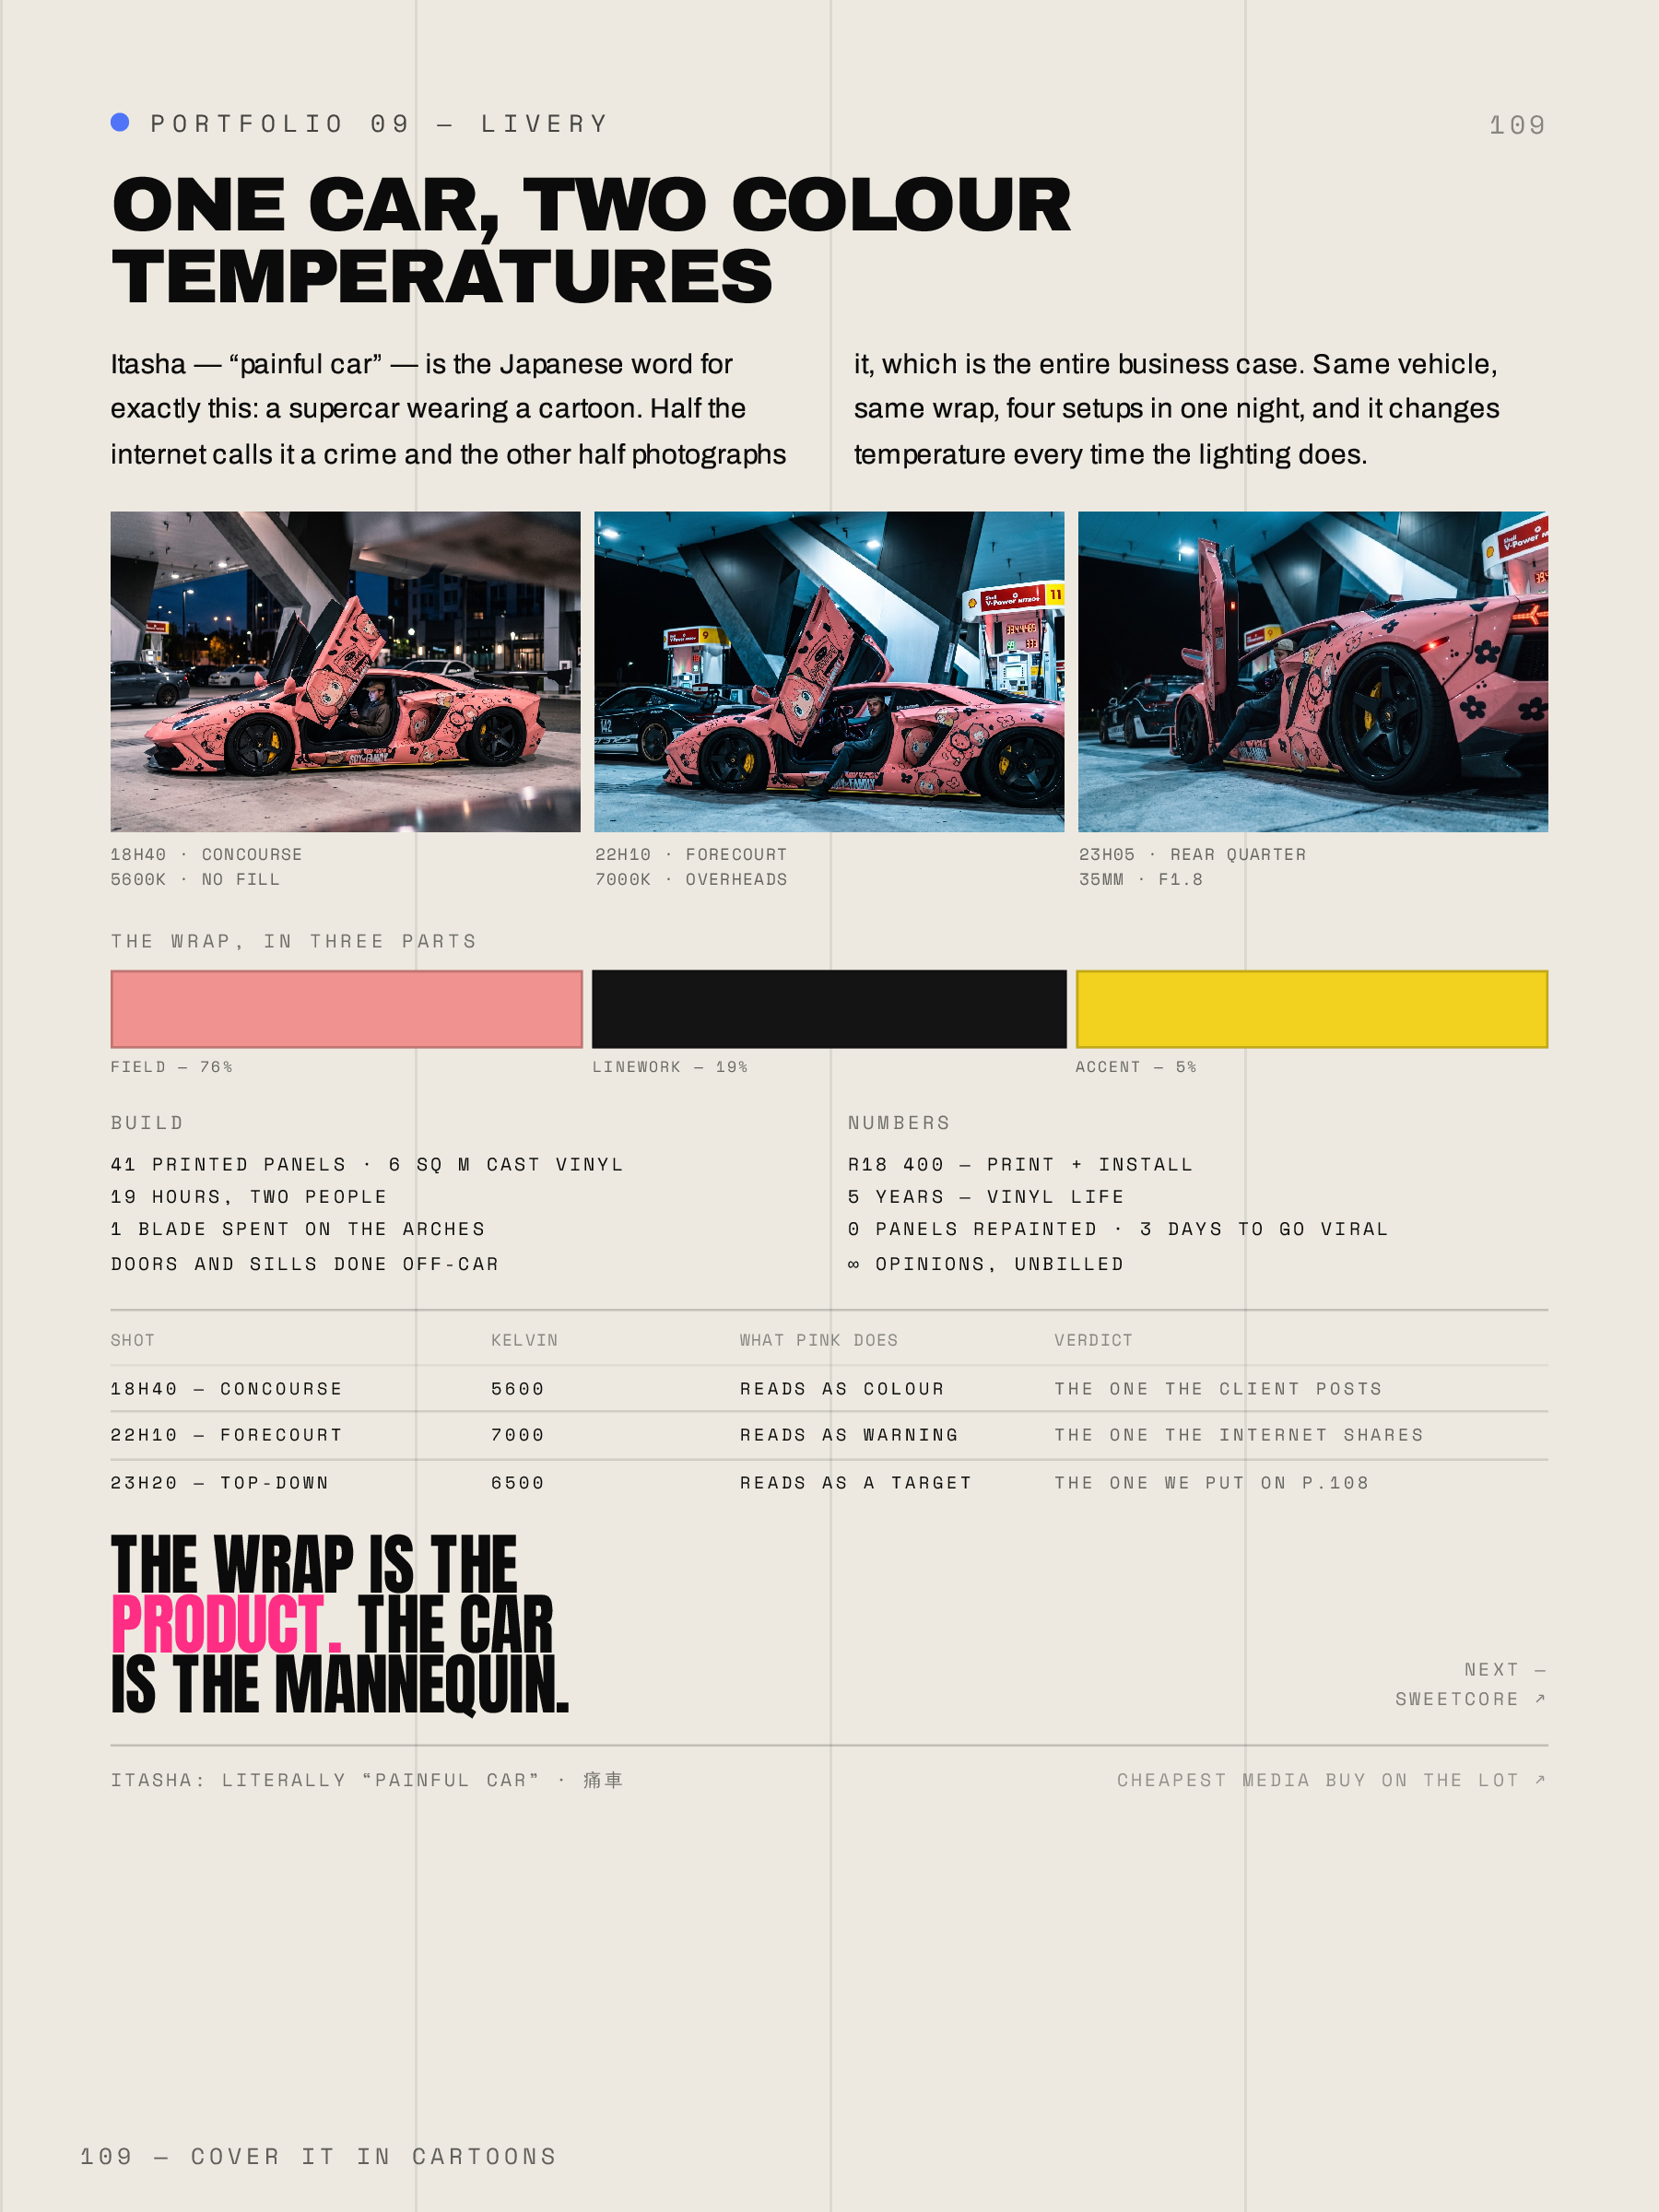 PORTFOLIO 09 — LIVERY
109
ONE CAR, TWO COLOUR
TEMPERATURES
Itasha — “painful car” — is the Japanese word for
exactly this: a supercar wearing a cartoon. Half the
internet calls it a crime and the other half photographs
it, which is the entire business case. Same vehicle,
same wrap, four setups in one night, and it changes
temperature every time the lighting does.
Shell
V-Power NITRO+
11
9
142
SPY×FAMILY
Shell
V-Power
18H40 · CONCOURSE
5600K · NO FILL
22H10 · FORECOURT
7000K · OVERHEADS
23H05 · REAR QUARTER
35MM · F1.8
THE WRAP, IN THREE PARTS
FIELD — 76%
LINEWORK — 19%
ACCENT — 5%
BUILD
41 PRINTED PANELS · 6 SQ M CAST VINYL
19 HOURS, TWO PEOPLE
1 BLADE SPENT ON THE ARCHES
DOORS AND SILLS DONE OFF-CAR
NUMBERS
R18 400 — PRINT + INSTALL
5 YEARS — VINYL LIFE
0 PANELS REPAINTED · 3 DAYS TO GO VIRAL
∞ OPINIONS, UNBILLED
SHOT KELVIN WHAT PINK DOES VERDICT
18H40 — CONCOURSE 5600 READS AS COLOUR THE ONE THE CLIENT POSTS
22H10 — FORECOURT 7000 READS AS WARNING THE ONE THE INTERNET SHARES
23H20 — TOP-DOWN 6500 READS AS A TARGET THE ONE WE PUT ON P.108
THE WRAP IS THE
PRODUCT. THE CAR
IS THE MANNEQUIN.
NEXT —
SWEETCORE ↗
ITASHA: LITERALLY “PAINFUL CAR” · 痛車
CHEAPEST MEDIA BUY ON THE LOT ↗
109 — COVER IT IN CARTOONS